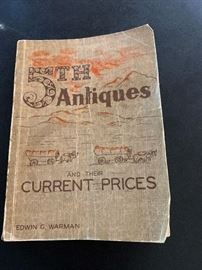 5TH
Antiques
AND THEIR
CURRENT PRICES
EDWIN G. WARMAN